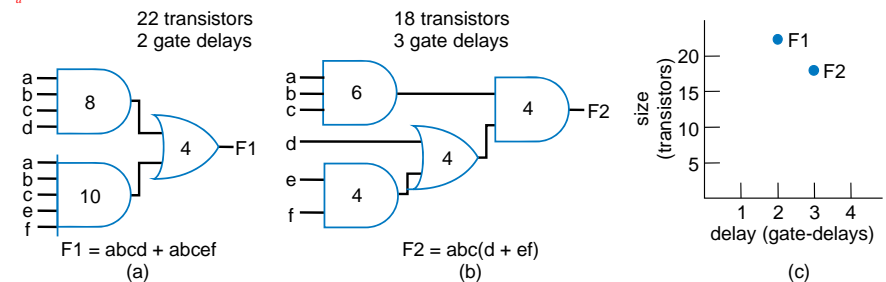 22 transistors
2 gate delays
a
b
c
d
8
a
b
c
e
f
10
4
F1
F1 = abcd + abcef
(a)
18 transistors
3 gate delays
a
b
c
6
d
e
f
4
4
4
F2
F2 = abc(d + ef)
(b)
size
(transistors)
20
15
10
5
F1
F2
1 2 3 4
delay (gate-delays)
(c)